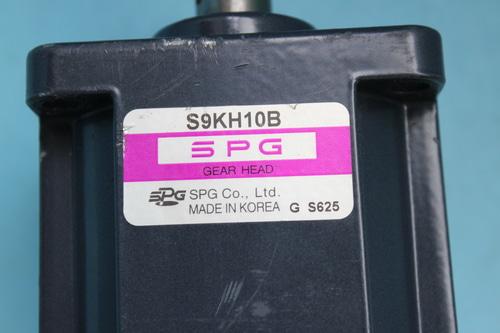 S9KH10B
SPG
GEAR HEAD
SPG SPG Co., Ltd.
MADE IN KOREA G S625